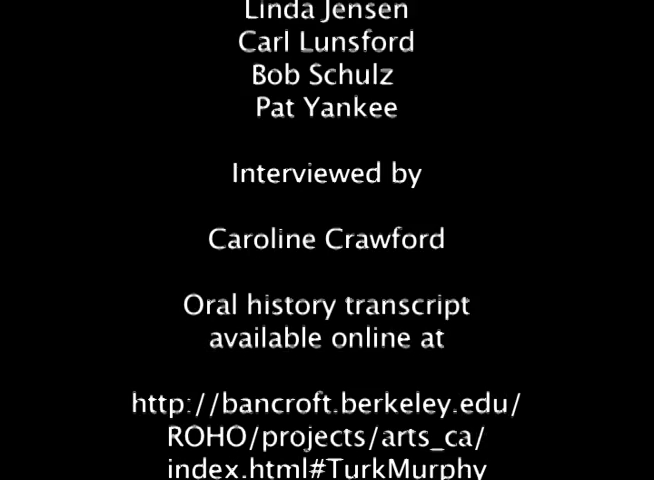 Linda Jensen
Carl Lunsford
Bob Schulz
Pat Yankee
Interviewed by
Caroline Crawford
Oral history transcript
available online at
http://bancroft.berkeley.edu/
ROHO/projects/arts_ca/
index.html#TurkMurphy